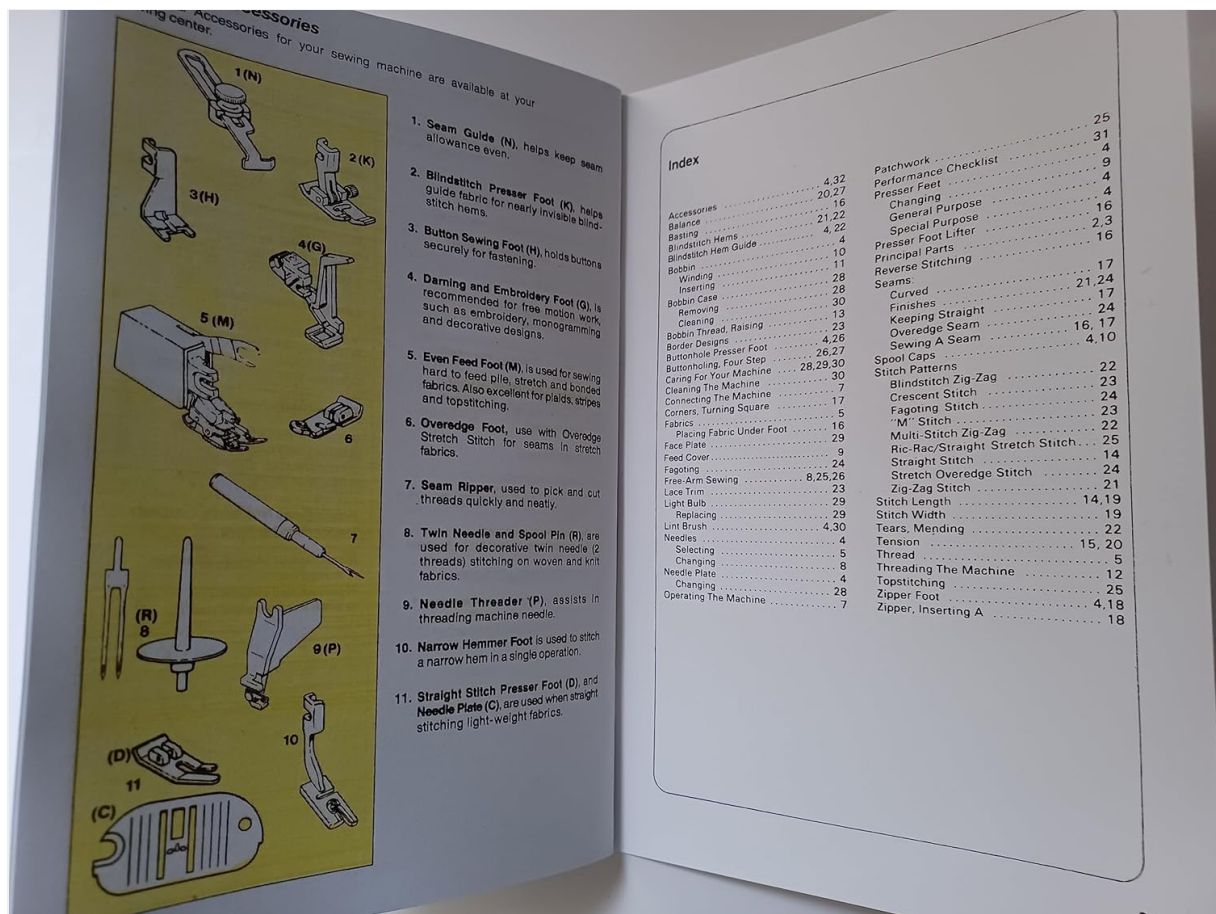 Accessories for your sewing machine are available at your
center.
1 (N)
2 (K)
3 (H)
4 (G)
5 (M)
6
7
(R)
8
9 (P)
10
(D)
11
(C)
1. Seam Guide (N), helps keep seam
allowance even.
2. Blindstitch Presser Foot (K), helps
guide fabric for nearly invisible blind-
stitch hems.
3. Button Sewing Foot (H), holds buttons
securely for fastening.
4. Darning and Embroidery Foot (G), is
recommended for free motion work,
such as embroidery, monogramming
and decorative designs.
5. Even Feed Foot (M), is used for sewing
hard to feed pile, stretch and bonded
fabrics. Also excellent for plaids, stripes
and topstitching.
6. Overedge Foot, use with Overedge
Stretch Stitch for seams in stretch
fabrics.
7. Seam Ripper, used to pick and cut
threads quickly and neatly.
8. Twin Needle and Spool Pin (R), are
used for decorative twin needle (2
threads) stitching on woven and knit
fabrics.
9. Needle Threader (P), assists in
threading machine needle.
10. Narrow Hemmer Foot is used to stitch
a narrow hem in a single operation.
11. Straight Stitch Presser Foot (D), and
Needle Plate (C), are used when straight
stitching light-weight fabrics.
Index
Accessories 4,32
Balance 20,27
Basting 16
Blindstitch Hems 21,22
Blindstitch Hem Guide 4, 22
Bobbin 4
Winding 10
Inserting 11
Bobbin Case 28
Removing 28
Cleaning 30
Bobbin Thread, Raising 13
Border Designs 23
Buttonhole Presser Foot 4,26
Buttonholing, Four Step 26,27
Caring For Your Machine 28,29,30
Cleaning The Machine 30
Connecting The Machine 7
Corners, Turning Square 17
Fabrics 5
Placing Fabric Under Foot 16
Face Plate 29
Feed Cover 9
Fagoting 24
Free-Arm Sewing 8,25,26
Lace Trim 23
Light Bulb 29
Replacing 29
Lint Brush 4,30
Needles 4
Selecting 5
Changing 8
Needle Plate 4
Changing 28
Operating The Machine 7
Patchwork 25
Performance Checklist 31
Presser Feet 4
Changing 9
General Purpose 4
Special Purpose 4
Presser Foot Lifter 16
Principal Parts 2,3
Reverse Stitching 16
Seams:
Curved 17
Finishes 21,24
Keeping Straight 17
Overedge Seam 24
Sewing A Seam 16, 17
Spool Caps 4,10
Stitch Patterns
Blindstitch Zig-Zag 22
Crescent Stitch 23
Fagoting Stitch 24
"M" Stitch 23
Multi-Stitch Zig-Zag 22
Ric-Rac/Straight Stretch Stitch 25
Straight Stitch 14
Stretch Overedge Stitch 24
Zig-Zag Stitch 21
Stitch Length 14,19
Stitch Width 19
Tears, Mending 22
Tension 15, 20
Thread 5
Threading The Machine 12
Topstitching 25
Zipper Foot 4,18
Zipper, Inserting A 18